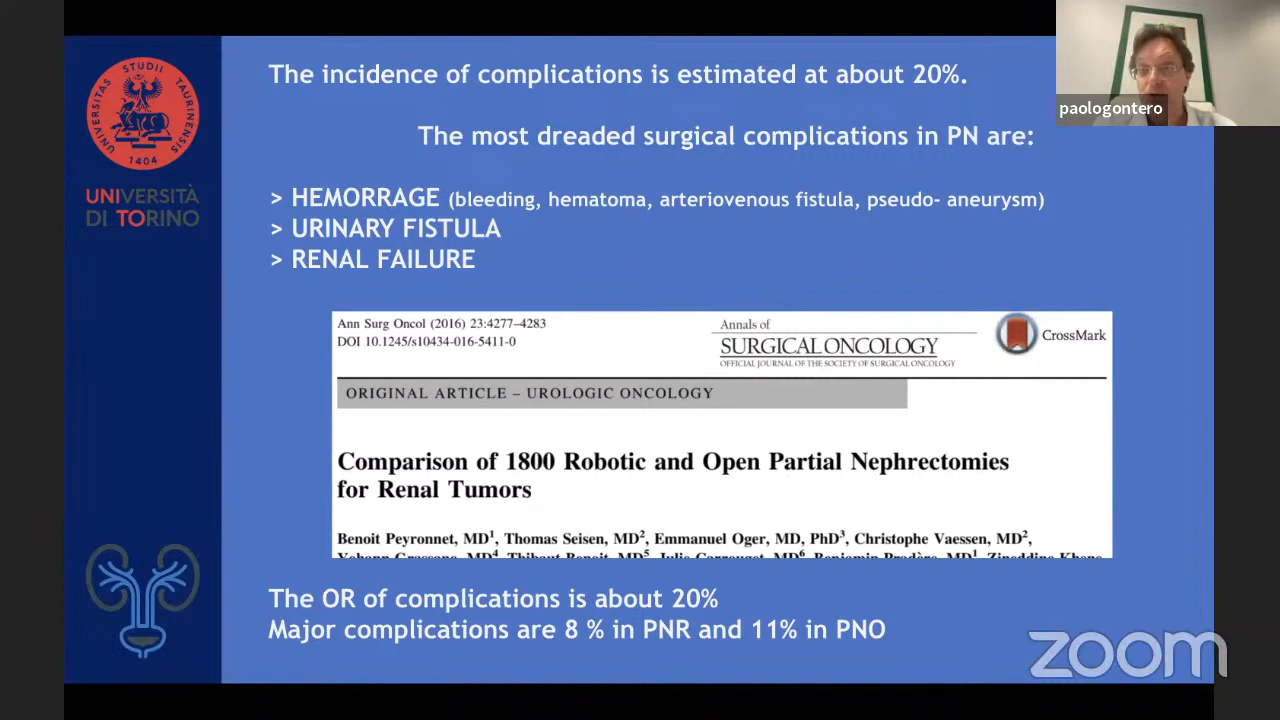 The incidence of complications is estimated at about 20%.
paologontero
The most dreaded surgical complications in PN are:
> HEMORRAGE (bleeding, hematoma, arteriovenous fistula, pseudo- aneurysm)
> URINARY FISTULA
> RENAL FAILURE
UNIVERSITAS STUDII TAURINENSIS
1404
UNIVERSITÀ
DI TORINO
Ann Surg Oncol (2016) 23:4277–4283
DOI 10.1245/s10434-016-5411-0
Annals of
SURGICAL ONCOLOGY
OFFICIAL JOURNAL OF THE SOCIETY OF SURGICAL ONCOLOGY
CrossMark
ORIGINAL ARTICLE – UROLOGIC ONCOLOGY
Comparison of 1800 Robotic and Open Partial Nephrectomies
for Renal Tumors
Benoit Peyronnet, MD1, Thomas Seisen, MD2, Emmanuel Oger, MD, PhD3, Christophe Vaessen, MD2,
The OR of complications is about 20%
Major complications are 8 % in PNR and 11% in PNO
zoom